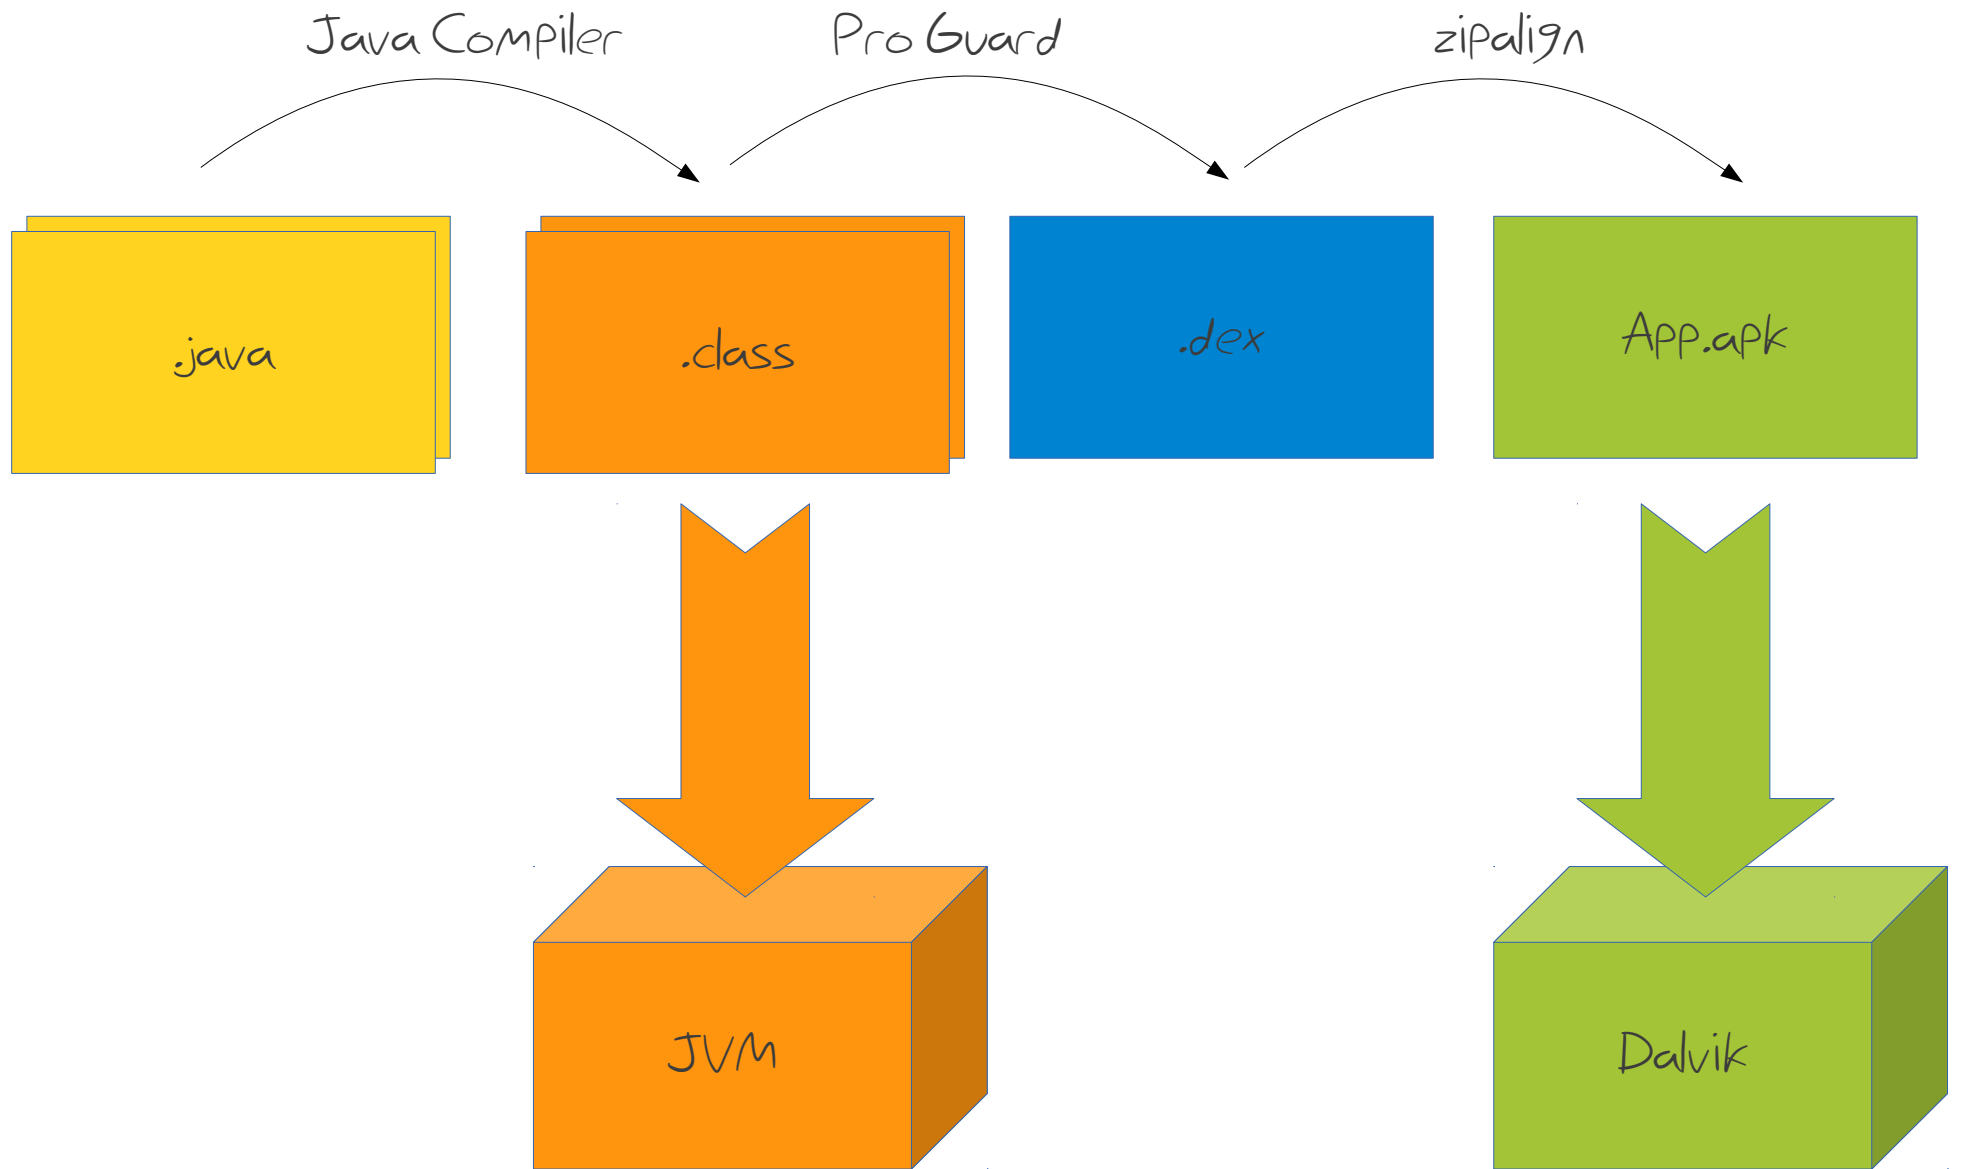 Java Compiler
Pro Guard
zipalign
.java
.class
.dex
App.apk
JVM
Dalvik